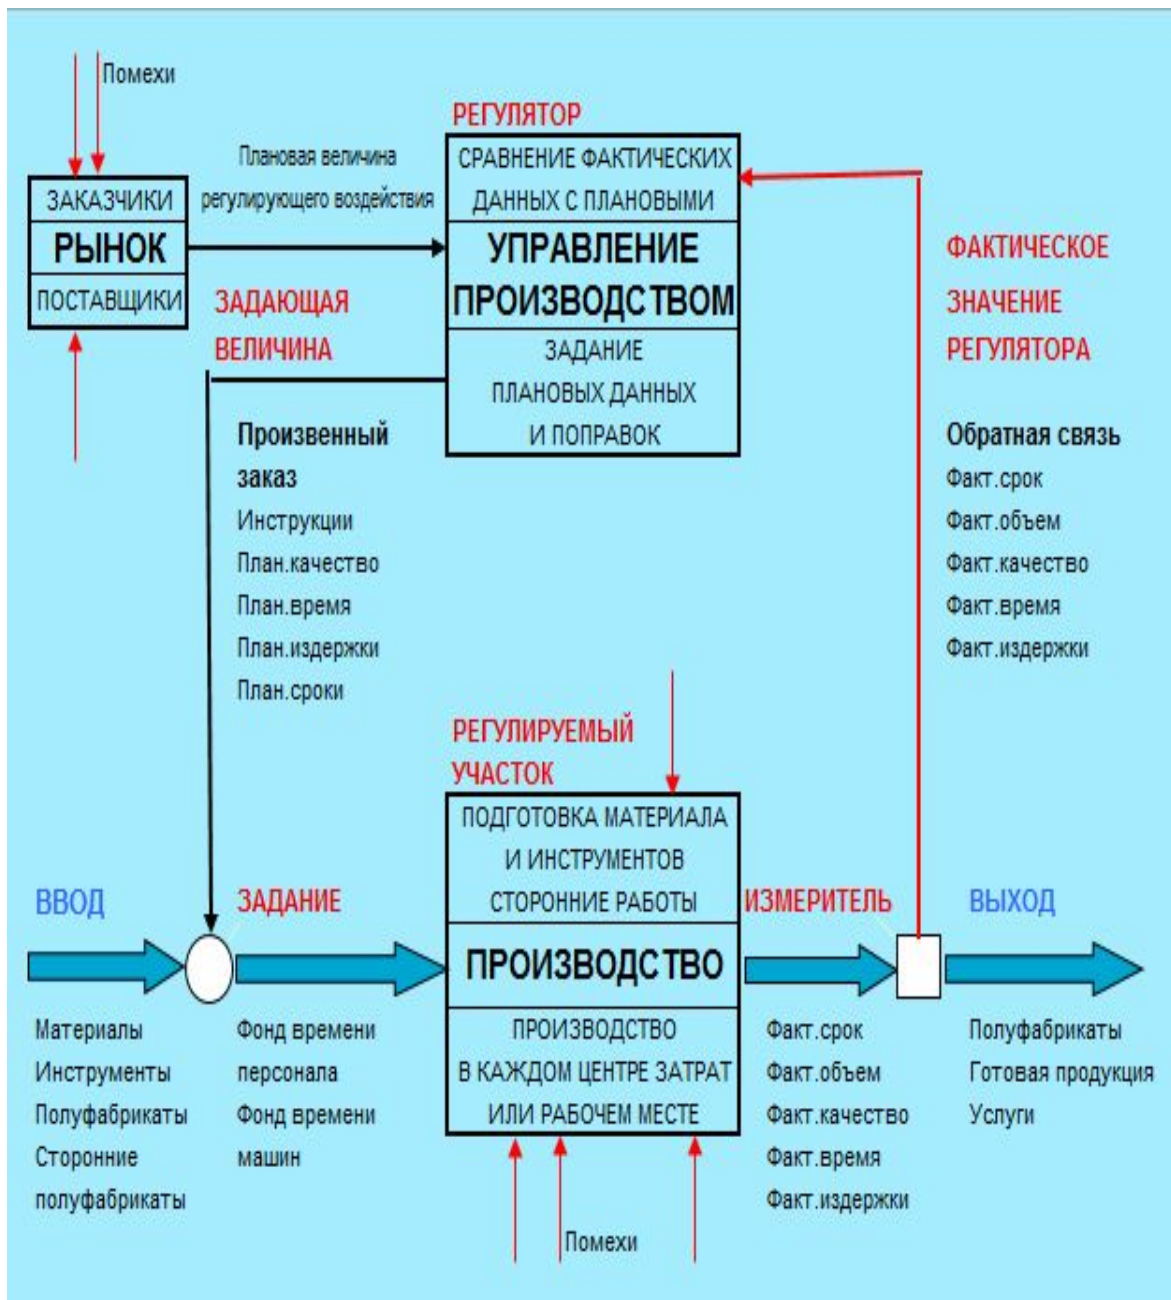 Помехи
РЕГУЛЯТОР
Плановая величина
регулирующего воздействия
ЗАКАЗЧИКИ
РЫНОК
ПОСТАВЩИКИ
СРАВНЕНИЕ ФАКТИЧЕСКИХ
ДАННЫХ С ПЛАНОВЫМИ
УПРАВЛЕНИЕ
ПРОИЗВОДСТВОМ
ЗАДАНИЕ
ПЛАНОВЫХ ДАННЫХ
И ПОПРАВОК
ЗАДАЮЩАЯ
ВЕЛИЧИНА
Произвенный
заказ
Инструкции
План.качество
План.время
План.издержки
План.сроки
ФАКТИЧЕСКОЕ
ЗНАЧЕНИЕ
РЕГУЛЯТОРА
Обратная связь
Факт.срок
Факт.объем
Факт.качество
Факт.время
Факт.издержки
РЕГУЛИРУЕМЫЙ
УЧАСТОК
ПОДГОТОВКА МАТЕРИАЛА
И ИНСТРУМЕНТОВ
СТОРОННИЕ РАБОТЫ
ПРОИЗВОДСТВО
ПРОИЗВОДСТВО
В КАЖДОМ ЦЕНТРЕ ЗАТРАТ
ИЛИ РАБОЧЕМ МЕСТЕ
ВВОД
Материалы
Инструменты
Полуфабрикаты
Сторонние
полуфабрикаты
ЗАДАНИЕ
Фонд времени
персонала
Фонд времени
машин
ИЗМЕРИТЕЛЬ
Факт.срок
Факт.объем
Факт.качество
Факт.время
Факт.издержки
ВЫХОД
Полуфабрикаты
Готовая продукция
Услуги
Помехи